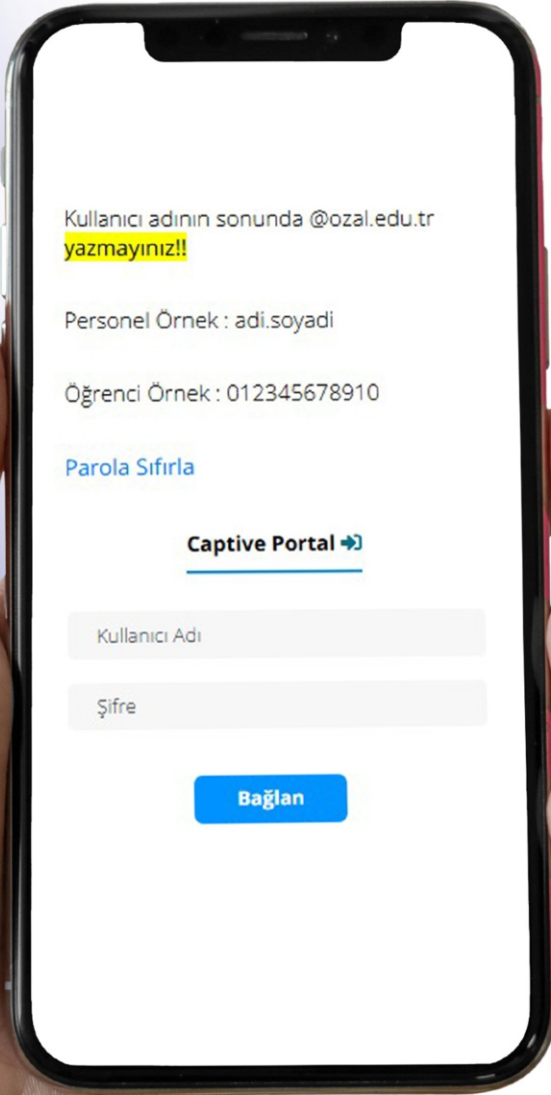 Kullanıcı adının sonunda @ozal.edu.tr
yazmayınız!!
Personel Örnek : adi.soyadi
Öğrenci Örnek : 012345678910
Parola Sıfırla
Captive Portal
Kullanıcı Adı
Şifre
Bağlan